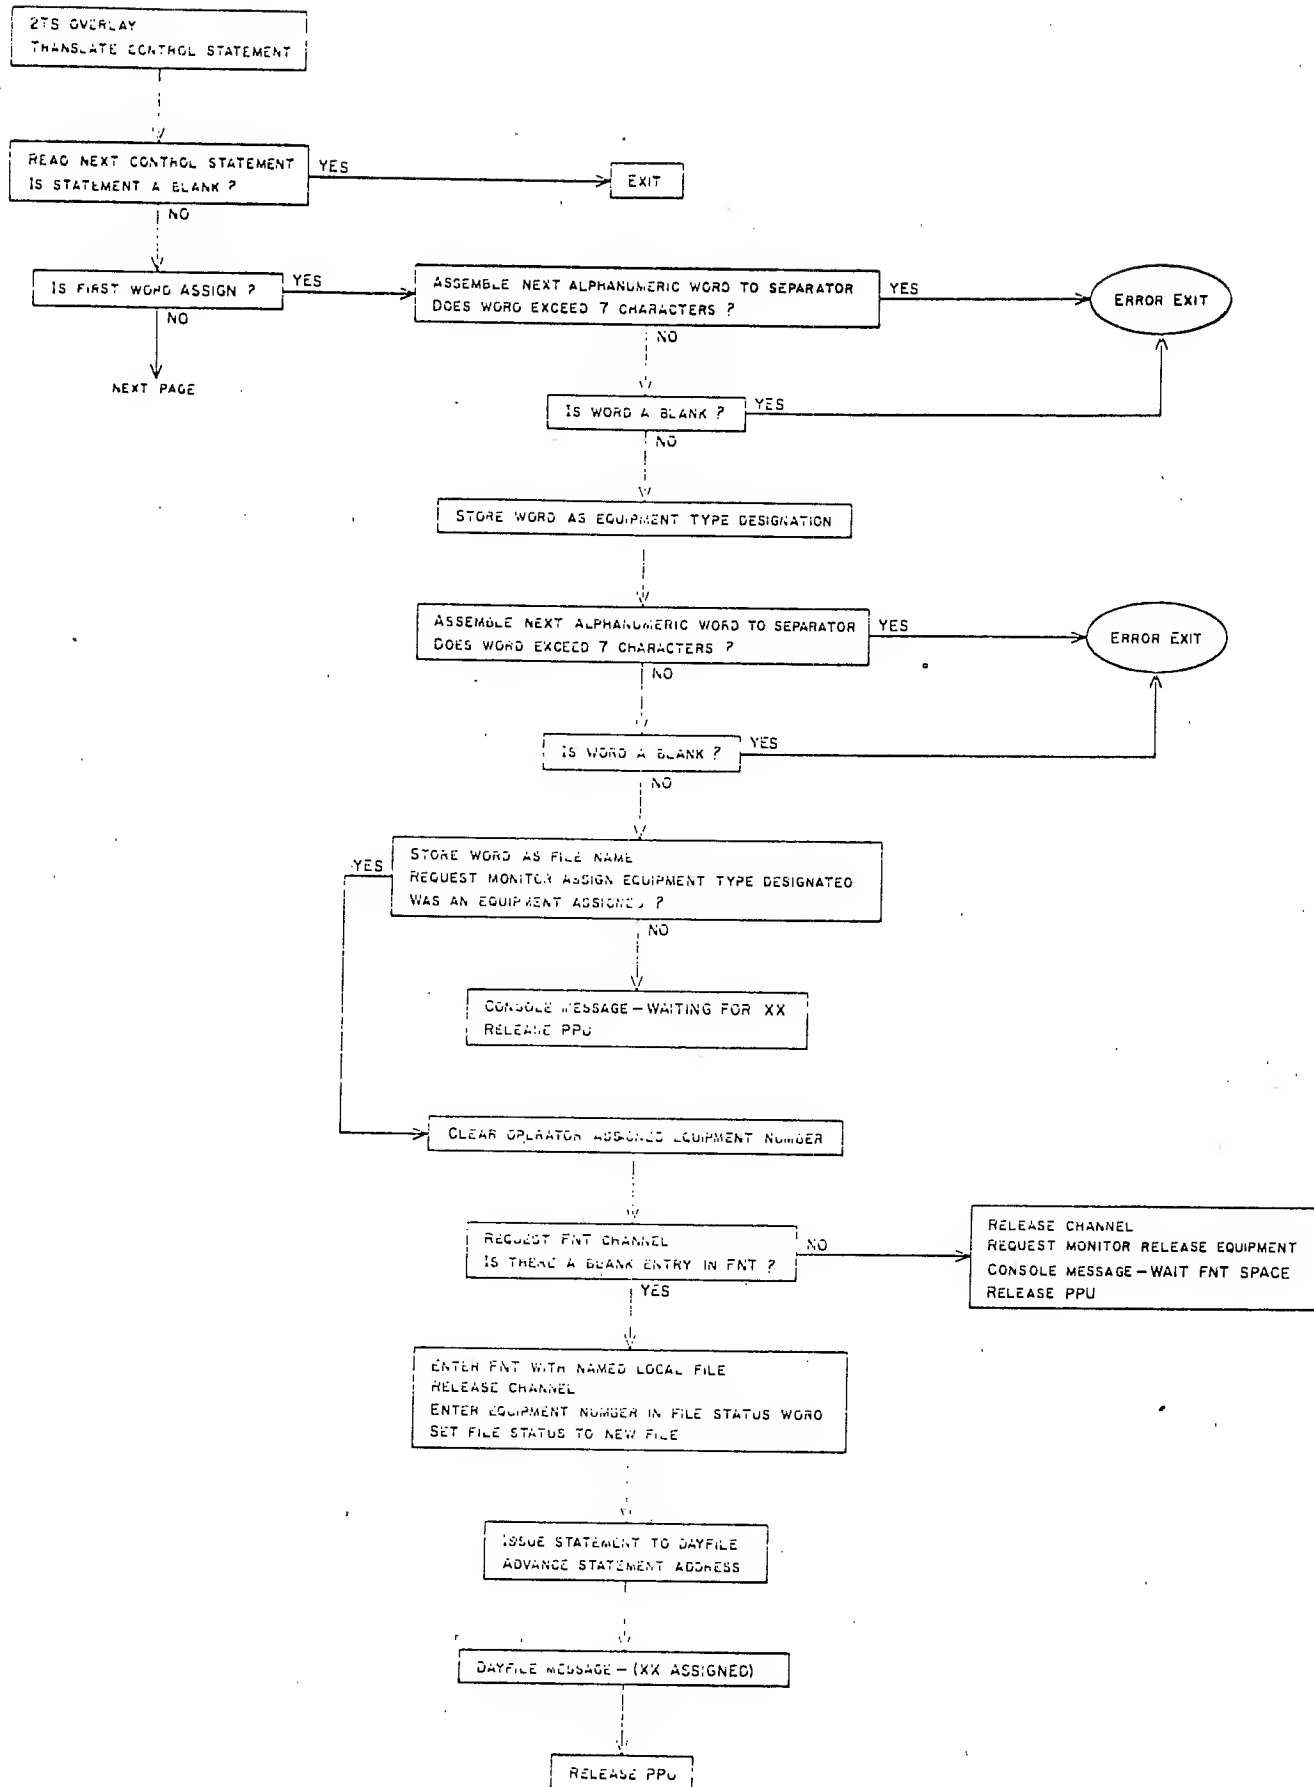 2TS OVERLAY
TRANSLATE CONTROL STATEMENT
READ NEXT CONTROL STATEMENT
IS STATEMENT A BLANK ?
YES
EXIT
NO
IS FIRST WORD ASSIGN ?
YES
ASSEMBLE NEXT ALPHANUMERIC WORD TO SEPARATOR
DOES WORD EXCEED 7 CHARACTERS ?
YES
ERROR EXIT
NO
NEXT PAGE
NO
IS WORD A BLANK ?
YES
NO
STORE WORD AS EQUIPMENT TYPE DESIGNATION
ASSEMBLE NEXT ALPHANUMERIC WORD TO SEPARATOR
DOES WORD EXCEED 7 CHARACTERS ?
YES
ERROR EXIT
NO
IS WORD A BLANK ?
YES
NO
STORE WORD AS FILE NAME
REQUEST MONITOR ASSIGN EQUIPMENT TYPE DESIGNATED
WAS AN EQUIPMENT ASSIGNED ?
YES
NO
CONSOLE MESSAGE – WAITING FOR XX
RELEASE PPU
CLEAR OPERATOR ASSIGNED EQUIPMENT NUMBER
REQUEST FNT CHANNEL
IS THERE A BLANK ENTRY IN FNT ?
NO
RELEASE CHANNEL
REQUEST MONITOR RELEASE EQUIPMENT
CONSOLE MESSAGE – WAIT FNT SPACE
RELEASE PPU
YES
ENTER FNT WITH NAMED LOCAL FILE
RELEASE CHANNEL
ENTER EQUIPMENT NUMBER IN FILE STATUS WORD
SET FILE STATUS TO NEW FILE
ISSUE STATEMENT TO DAYFILE
ADVANCE STATEMENT ADDRESS
DAYFILE MESSAGE – (XX ASSIGNED)
RELEASE PPU